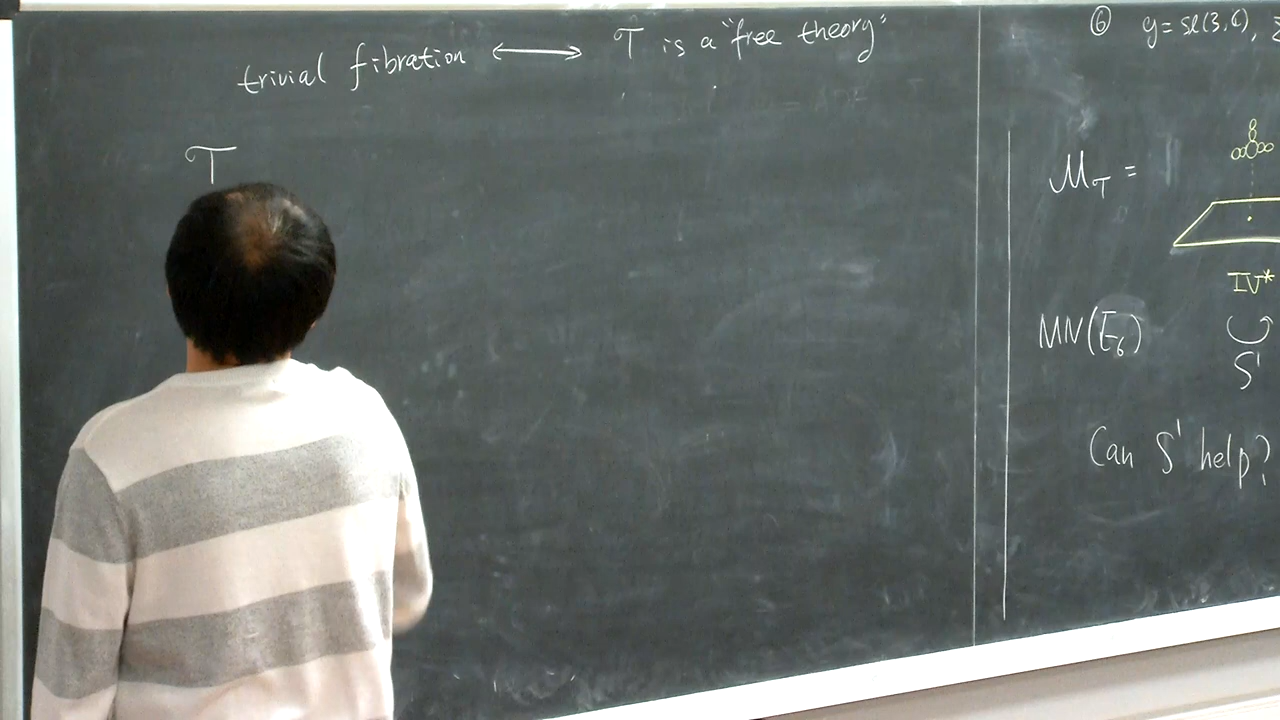 trivial fibration ⟷ T is a "free theory"
T
⑥ y = sl(3, C),
M_T =
IV*
MN(E₆)
S¹
Can S¹ help?